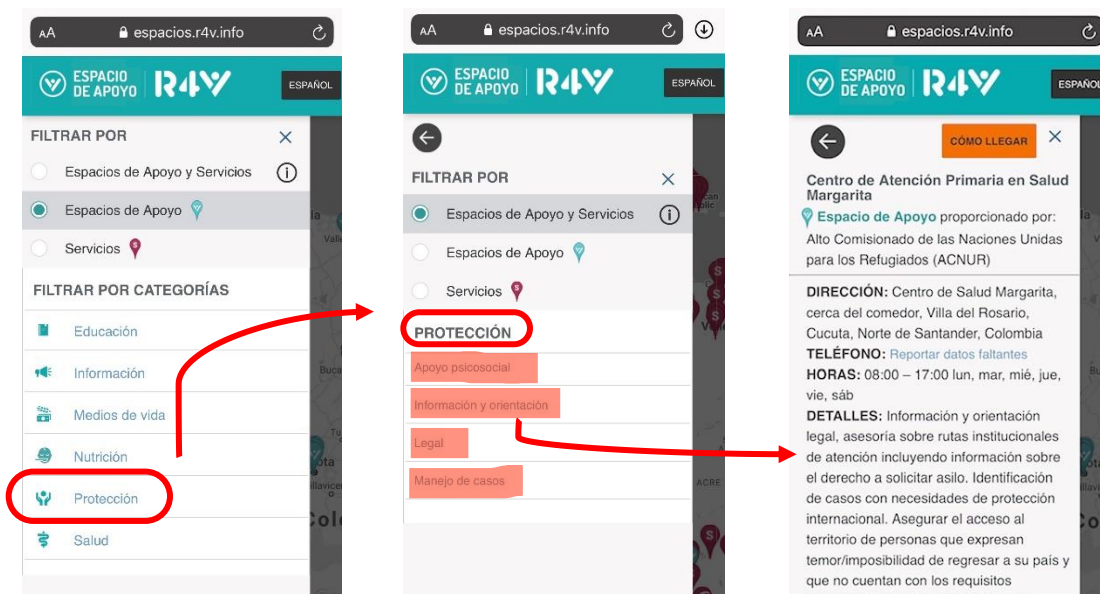 AA espacios.r4v.info
ESPACIO
DE APOYO R4V ESPAÑOL
FILTRAR POR
Espacios de Apoyo y Servicios
Espacios de Apoyo
Servicios
FILTRAR POR CATEGORÍAS
Educación
Información
Medios de vida
Nutrición
Protección
Salud
AA espacios.r4v.info
ESPACIO
DE APOYO R4V ESPAÑOL
FILTRAR POR
Espacios de Apoyo y Servicios
Espacios de Apoyo
Servicios
PROTECCIÓN
Apoyo psicosocial
Información y orientación
Legal
Manejo de casos
ACRE
AA espacios.r4v.info
ESPACIO
DE APOYO R4V ESPAÑOL
CÓMO LLEGAR
Centro de Atención Primaria en Salud
Margarita
Espacio de Apoyo proporcionado por:
Alto Comisionado de las Naciones Unidas
para los Refugiados (ACNUR)
DIRECCIÓN: Centro de Salud Margarita,
cerca del comedor, Villa del Rosario,
Cucuta, Norte de Santander, Colombia
TELÉFONO: Reportar datos faltantes
HORAS: 08:00 – 17:00 lun, mar, mié, jue,
vie, sáb
DETALLES: Información y orientación
legal, asesoría sobre rutas institucionales
de atención incluyendo información sobre
el derecho a solicitar asilo. Identificación
de casos con necesidades de protección
internacional. Asegurar el acceso al
territorio de personas que expresan
temor/imposibilidad de regresar a su país y
que no cuentan con los requisitos